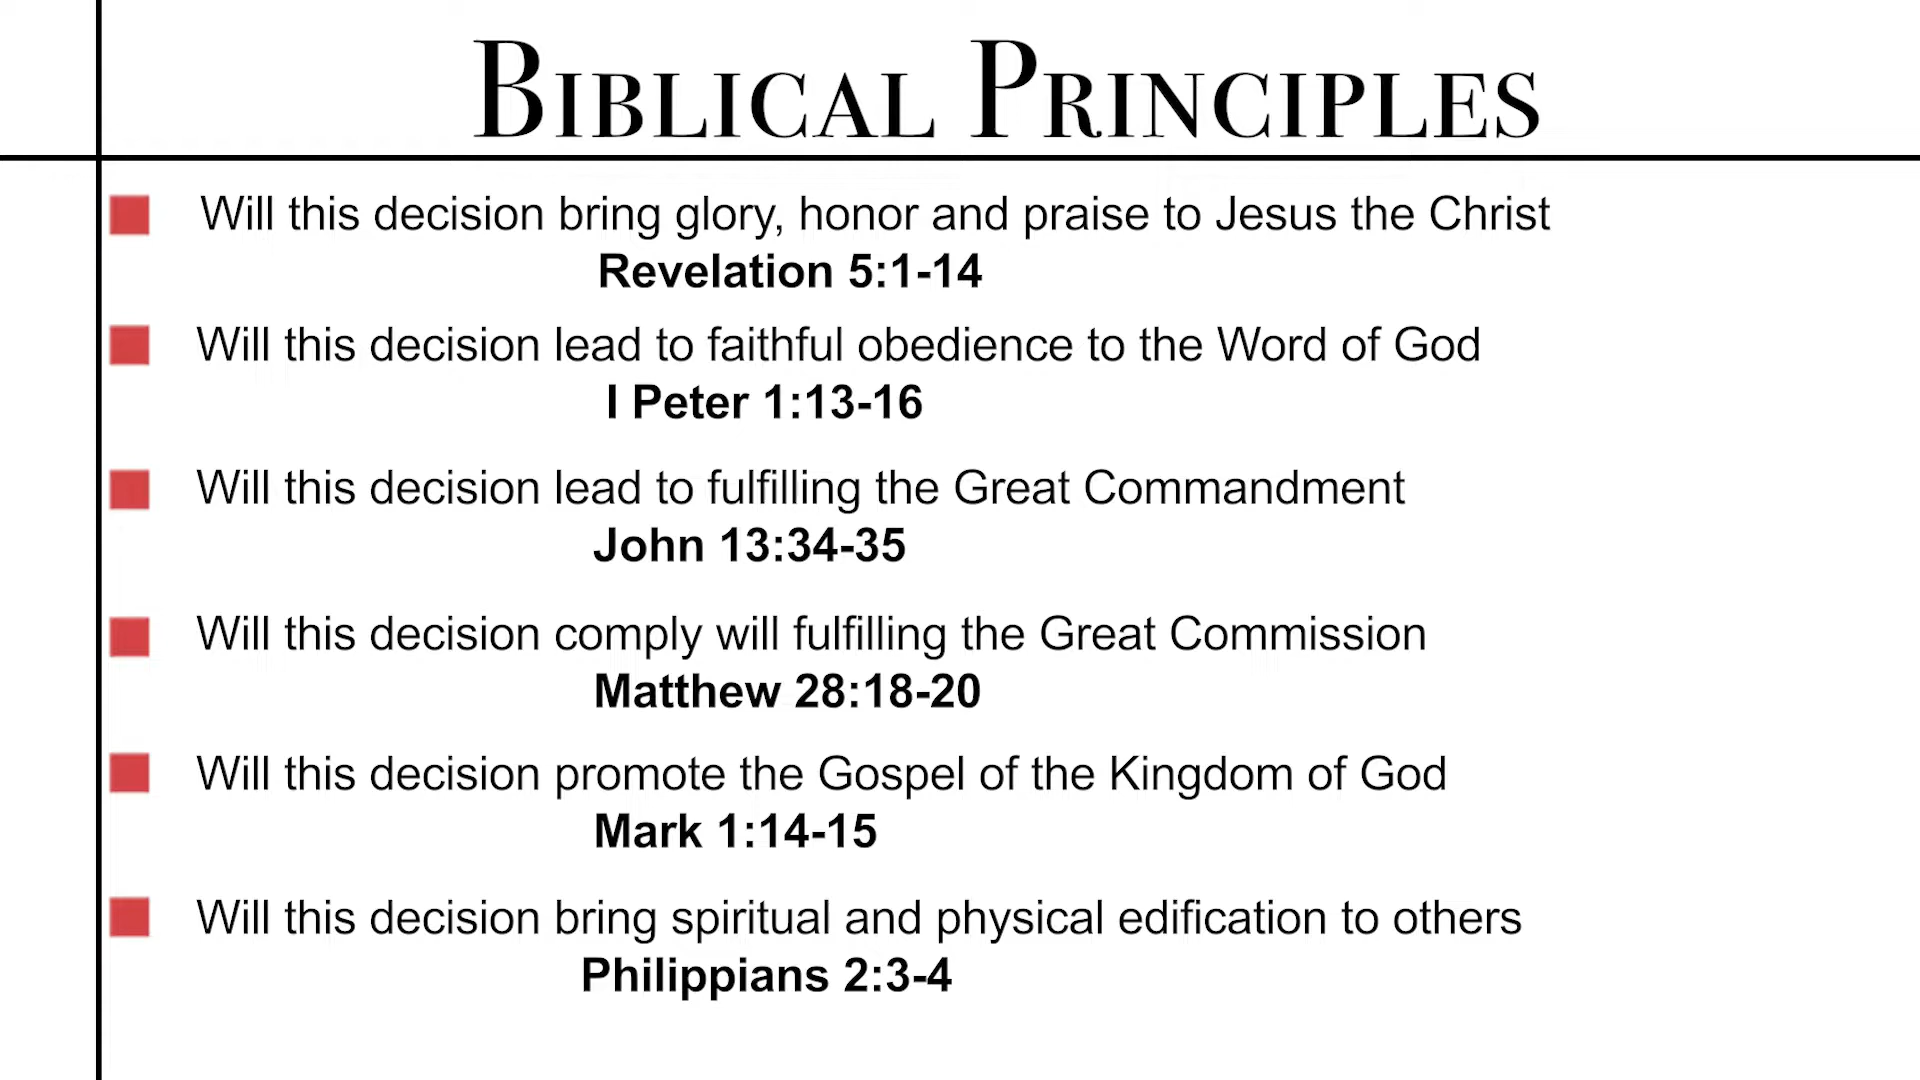 Biblical Principles
Will this decision bring glory, honor and praise to Jesus the Christ
Revelation 5:1-14
Will this decision lead to faithful obedience to the Word of God
I Peter 1:13-16
Will this decision lead to fulfilling the Great Commandment
John 13:34-35
Will this decision comply will fulfilling the Great Commission
Matthew 28:18-20
Will this decision promote the Gospel of the Kingdom of God
Mark 1:14-15
Will this decision bring spiritual and physical edification to others
Philippians 2:3-4